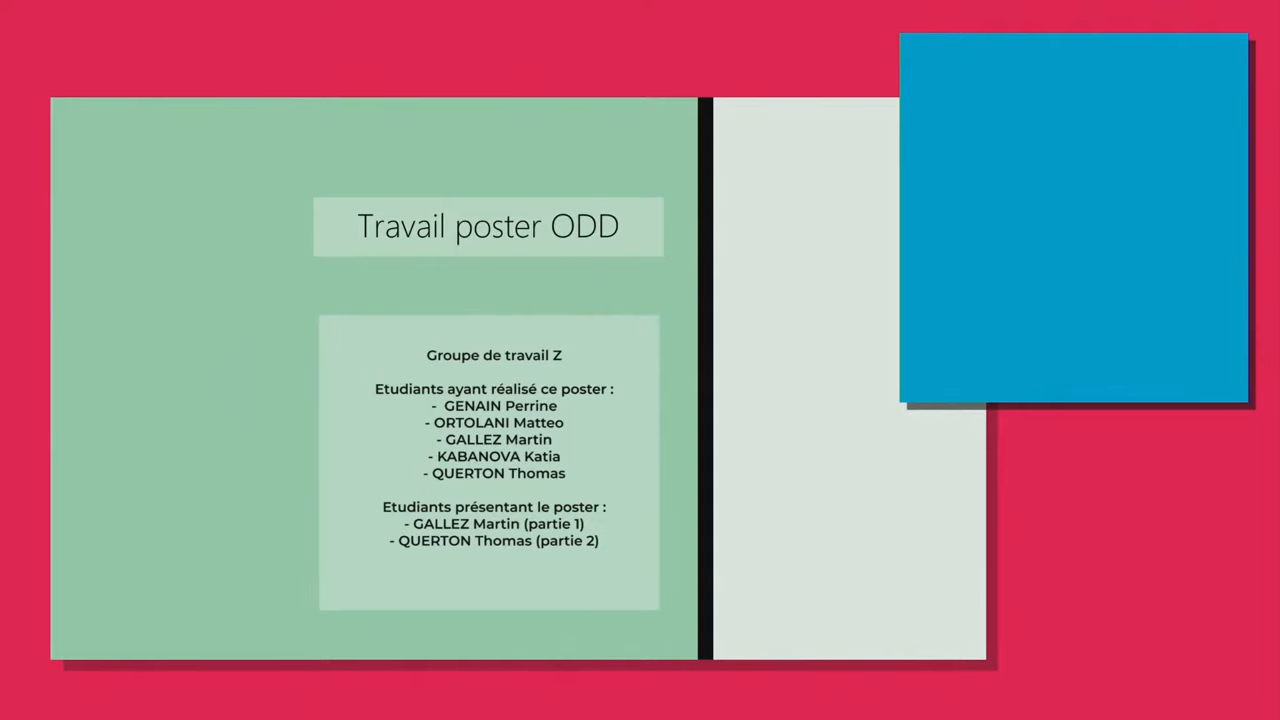 Travail poster ODD
Groupe de travail Z
Etudiants ayant réalisé ce poster :
- GENAIN Perrine
- ORTOLANI Matteo
- GALLEZ Martin
- KABANOVA Katia
- QUERTON Thomas
Etudiants présentant le poster :
- GALLEZ Martin (partie 1)
- QUERTON Thomas (partie 2)